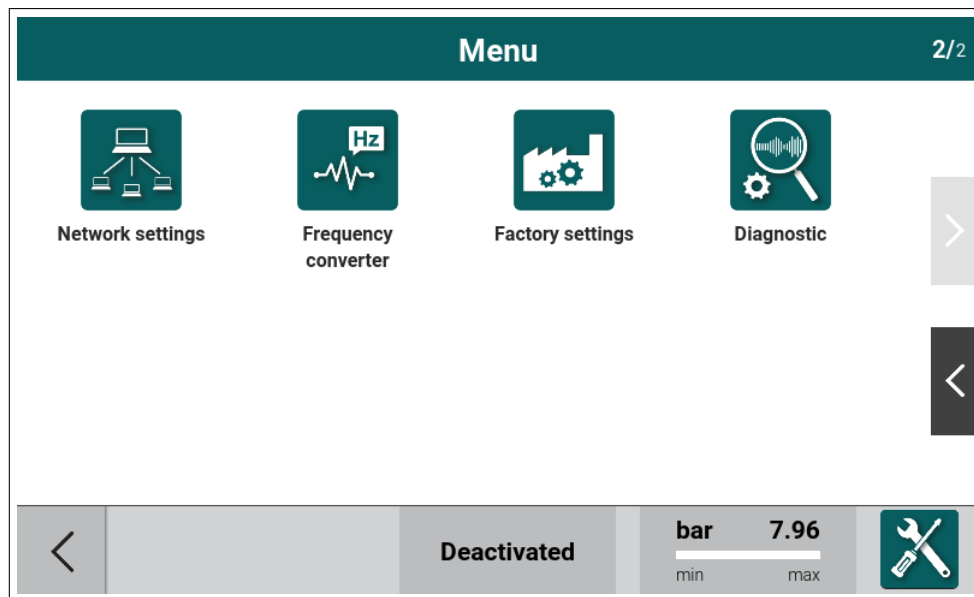 Menu
2/2
Hz
Network settings
Frequency
converter
Factory settings
Diagnostic
Deactivated
bar 7.96
min max